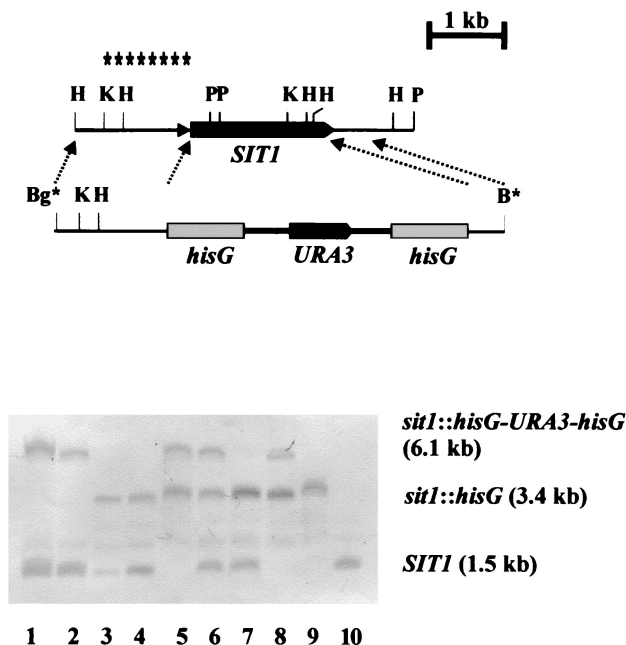 1 kb
********
H K H P P K H H H P
SIT1
Bg* K H B*
hisG URA3 hisG
sit1::hisG-URA3-hisG
(6.1 kb)
sit1::hisG (3.4 kb)
SIT1 (1.5 kb)
1 2 3 4 5 6 7 8 9 10